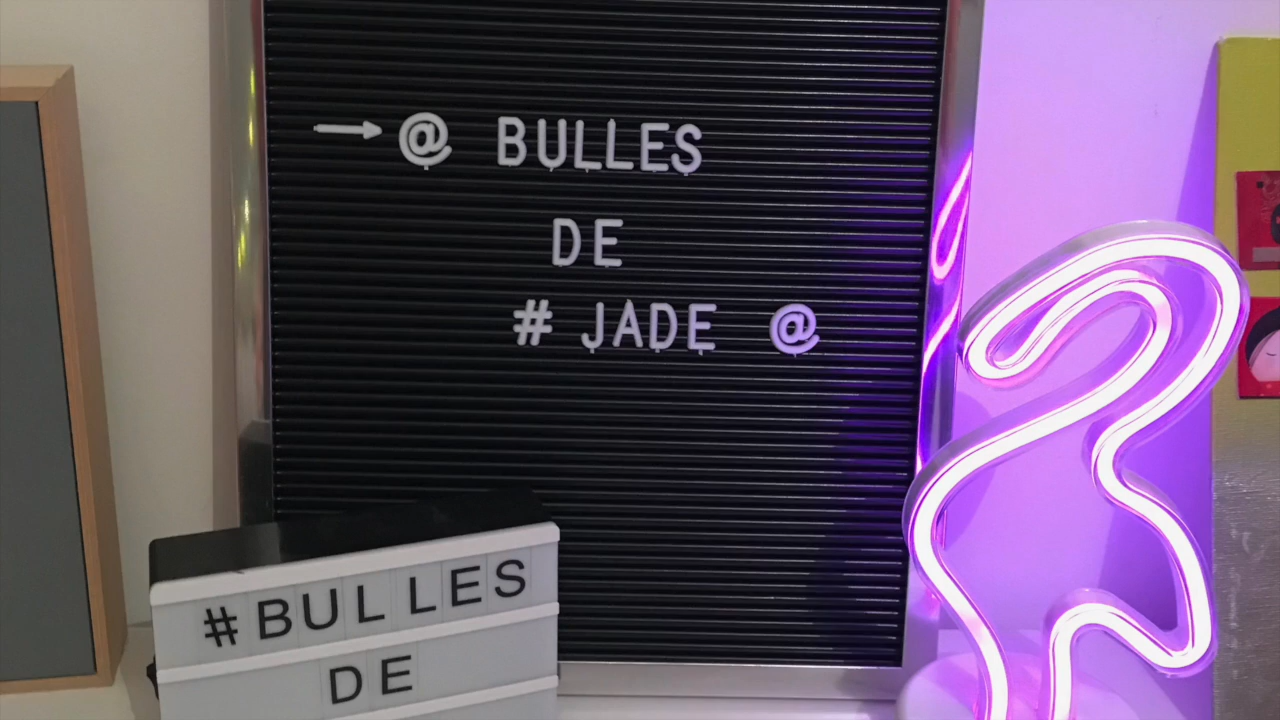 →@ BULLES
DE
# JADE @
#BULLES
DE